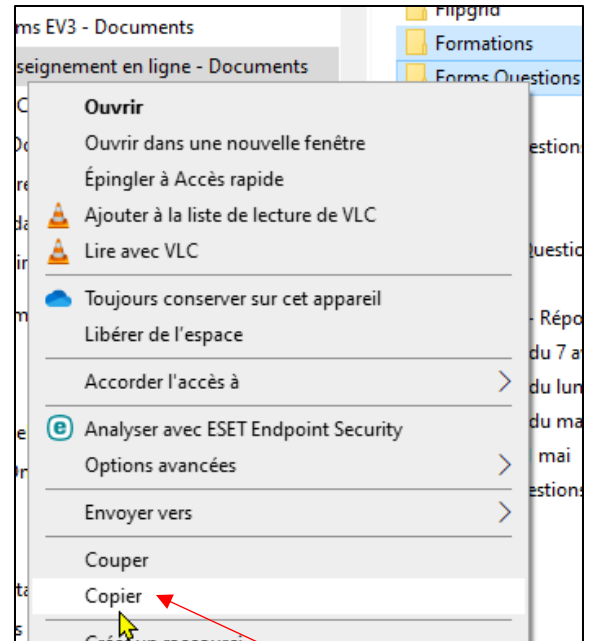 ms EV3 - Documents
seignement en ligne - Documents
Flipgrid
Formations
Forms Questions
Ouvrir
Ouvrir dans une nouvelle fenêtre
Épingler à Accès rapide
Ajouter à la liste de lecture de VLC
Lire avec VLC
Toujours conserver sur cet appareil
Libérer de l'espace
Accorder l'accès à
Analyser avec ESET Endpoint Security
Options avancées
Envoyer vers
Couper
Copier
un raccourci
estion
Questio
- Répo
du 7 a
du lun
du ma
mai
estions